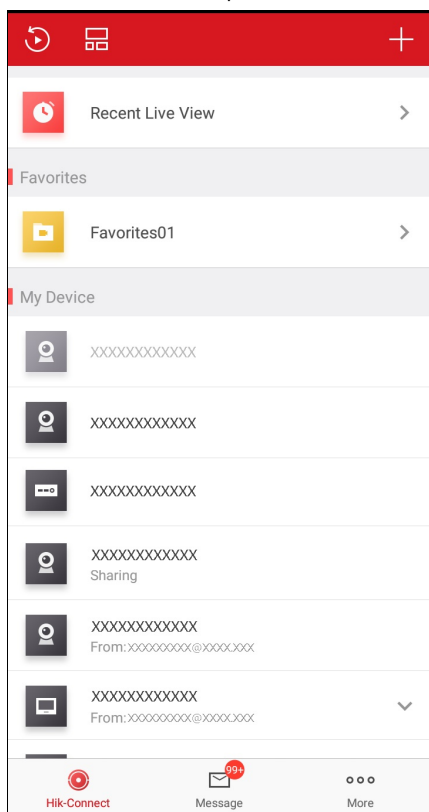 Recent Live View
Favorites
Favorites01
My Device
XXXXXXXXXXXX
XXXXXXXXXXXX
XXXXXXXXXXXX
XXXXXXXXXXXX
Sharing
XXXXXXXXXXXX
From:XXXXXXXXX@XXXX.XXX
XXXXXXXXXXXX
From:XXXXXXXXX@XXXX.XXX
99+
Hik-Connect
Message
More